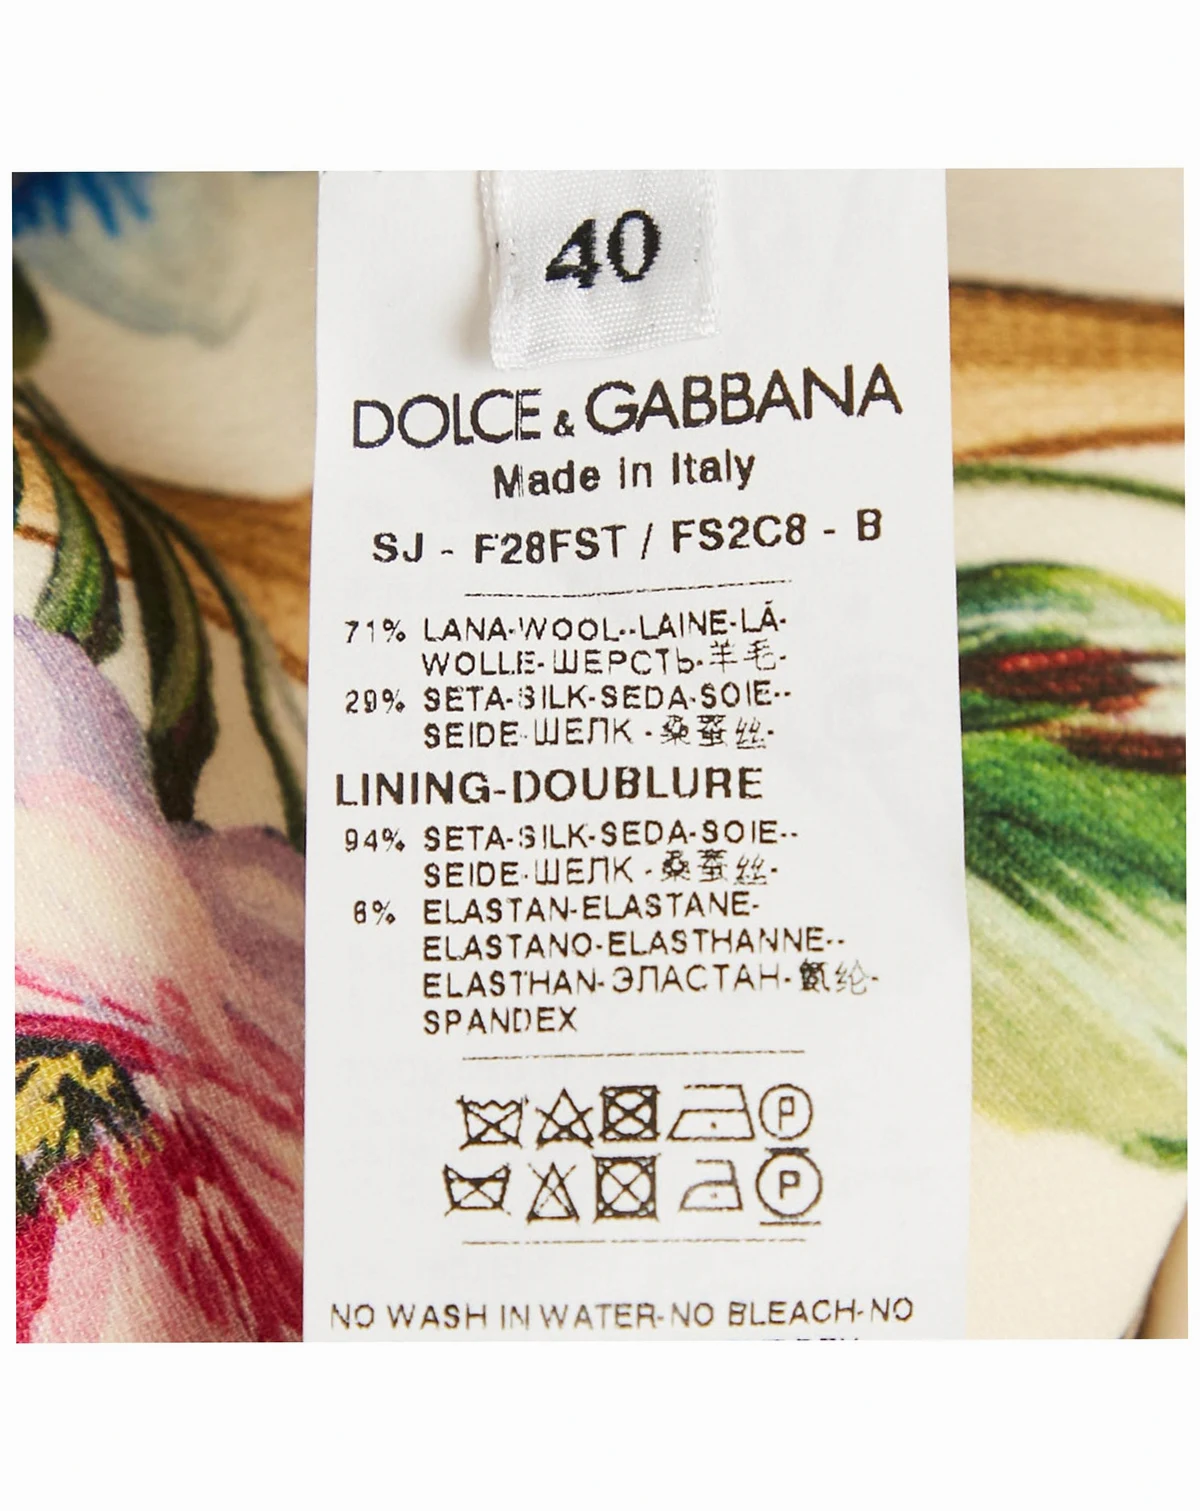 40
DOLCE & GABBANA
Made in Italy
SJ - F28FST / FS2C8 - B
71% LANA-WOOL--LAINE-LÃ-
WOLLE-ШЕРСТЬ-羊毛-
29% SETA-SILK-SEDA-SOIE--
SEIDE-ШЕЛК -桑蚕丝-
LINING-DOUBLURE
94% SETA-SILK-SEDA-SOIE--
SEIDE-ШЕЛК -桑蚕丝-
6% ELASTAN-ELASTANE-
ELASTANO-ELASTHANNE--
ELASTHAN-ЭЛАСТАН-氨纶-
SPANDEX
P
P
NO WASH IN WATER-NO BLEACH-NO